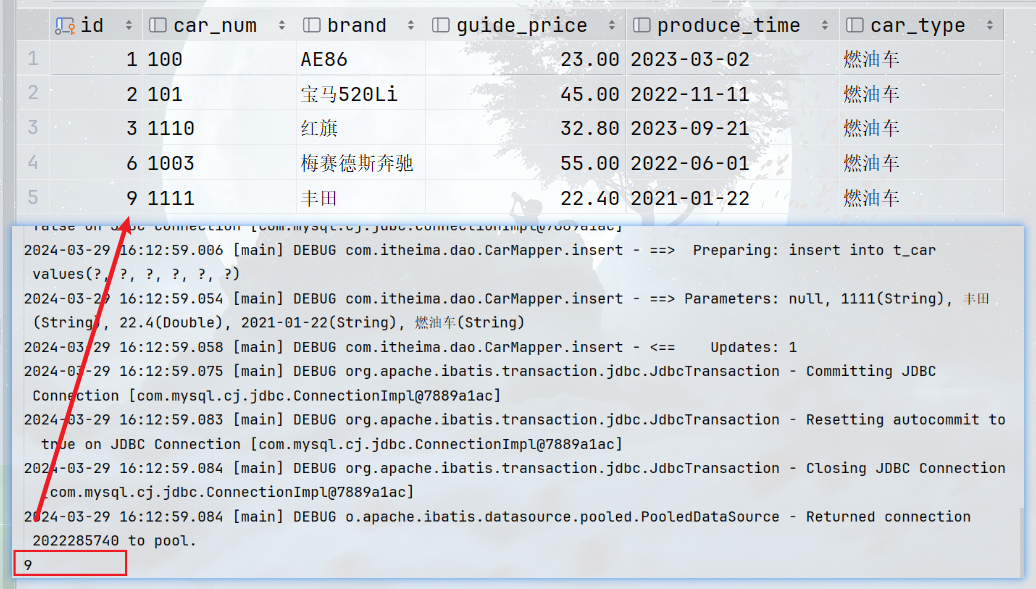 id car_num brand guide_price produce_time car_type
1 1 100 AE86 23.00 2023-03-02 燃油车
2 2 101 宝马520Li 45.00 2022-11-11 燃油车
3 3 1110 红旗 32.80 2023-09-21 燃油车
4 6 1003 梅赛德斯奔驰 55.00 2022-06-01 燃油车
5 9 1111 丰田 22.40 2021-01-22 燃油车
false on JDBC Connection [com.mysql.cj.jdbc.ConnectionImpl@7889a1ac]
2024-03-29 16:12:59.006 [main] DEBUG com.itheima.dao.CarMapper.insert - ==>  Preparing: insert into t_car
values(?, ?, ?, ?, ?, ?)
2024-03-29 16:12:59.054 [main] DEBUG com.itheima.dao.CarMapper.insert - ==> Parameters: null, 1111(String), 丰田
(String), 22.4(Double), 2021-01-22(String), 燃油车(String)
2024-03-29 16:12:59.058 [main] DEBUG com.itheima.dao.CarMapper.insert - <==    Updates: 1
2024-03-29 16:12:59.075 [main] DEBUG org.apache.ibatis.transaction.jdbc.JdbcTransaction - Committing JDBC
Connection [com.mysql.cj.jdbc.ConnectionImpl@7889a1ac]
2024-03-29 16:12:59.083 [main] DEBUG org.apache.ibatis.transaction.jdbc.JdbcTransaction - Resetting autocommit to
true on JDBC Connection [com.mysql.cj.jdbc.ConnectionImpl@7889a1ac]
2024-03-29 16:12:59.084 [main] DEBUG org.apache.ibatis.transaction.jdbc.JdbcTransaction - Closing JDBC Connection
[com.mysql.cj.jdbc.ConnectionImpl@7889a1ac]
2024-03-29 16:12:59.084 [main] DEBUG o.apache.ibatis.datasource.pooled.PooledDataSource - Returned connection
2022285740 to pool.
9